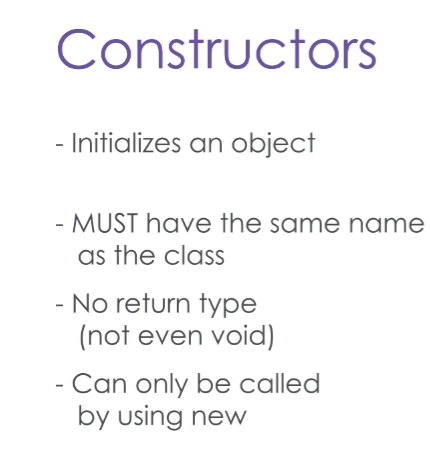 Constructors
- Initializes an object
- MUST have the same name
as the class
- No return type
(not even void)
- Can only be called
by using new